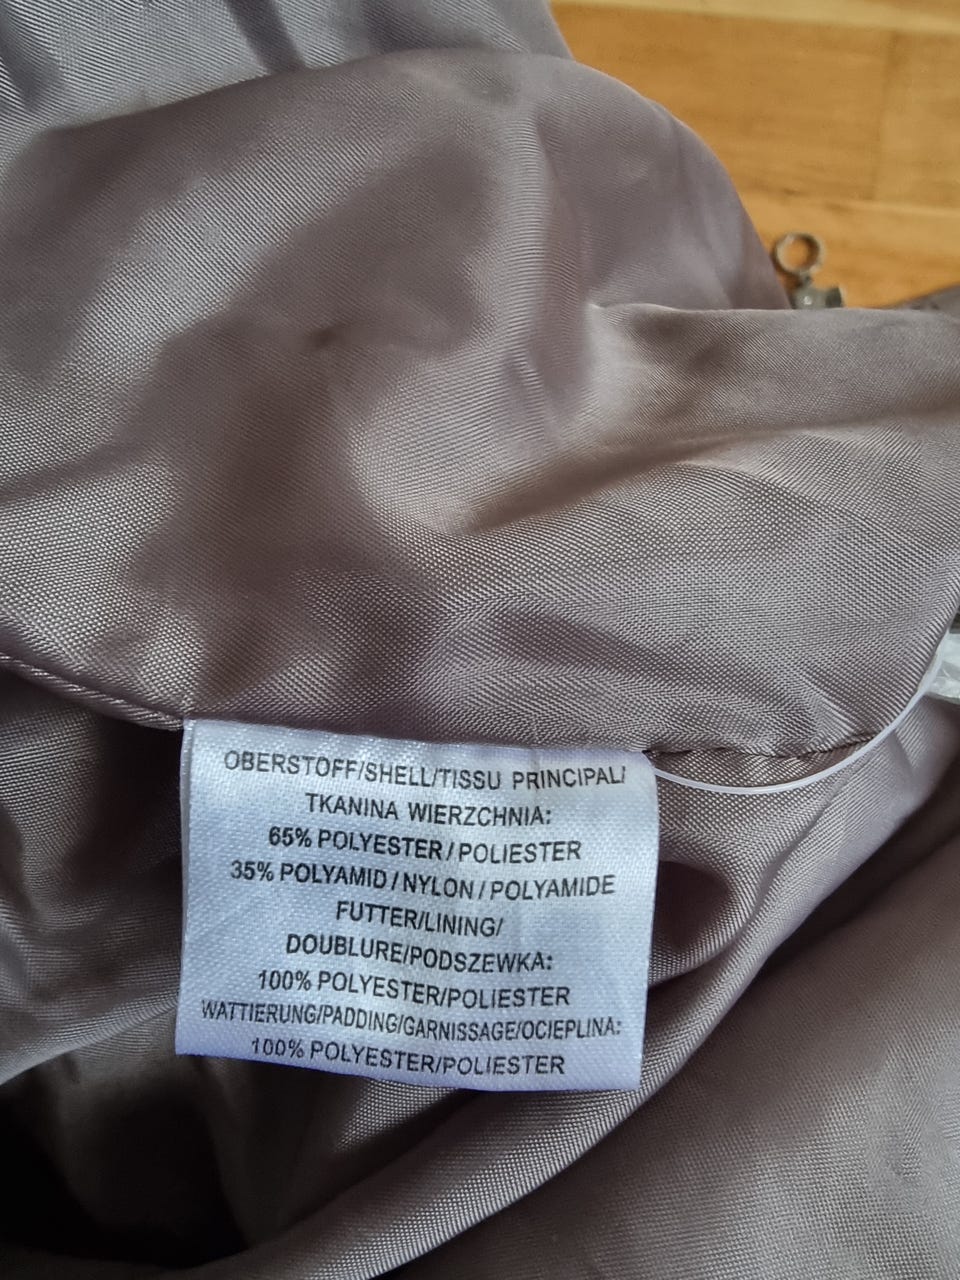 OBERSTOFF/SHELL/TISSU PRINCIPAL/
TKANINA WIERZCHNIA:
65% POLYESTER/POLIESTER
35% POLYAMID/NYLON/POLYAMIDE
FUTTER/LINING/
DOUBLURE/PODSZEWKA:
100% POLYESTER/POLIESTER
WATTIERUNG/PADDING/GARNISSAGE/OCIEPLINA:
100% POLYESTER/POLIESTER